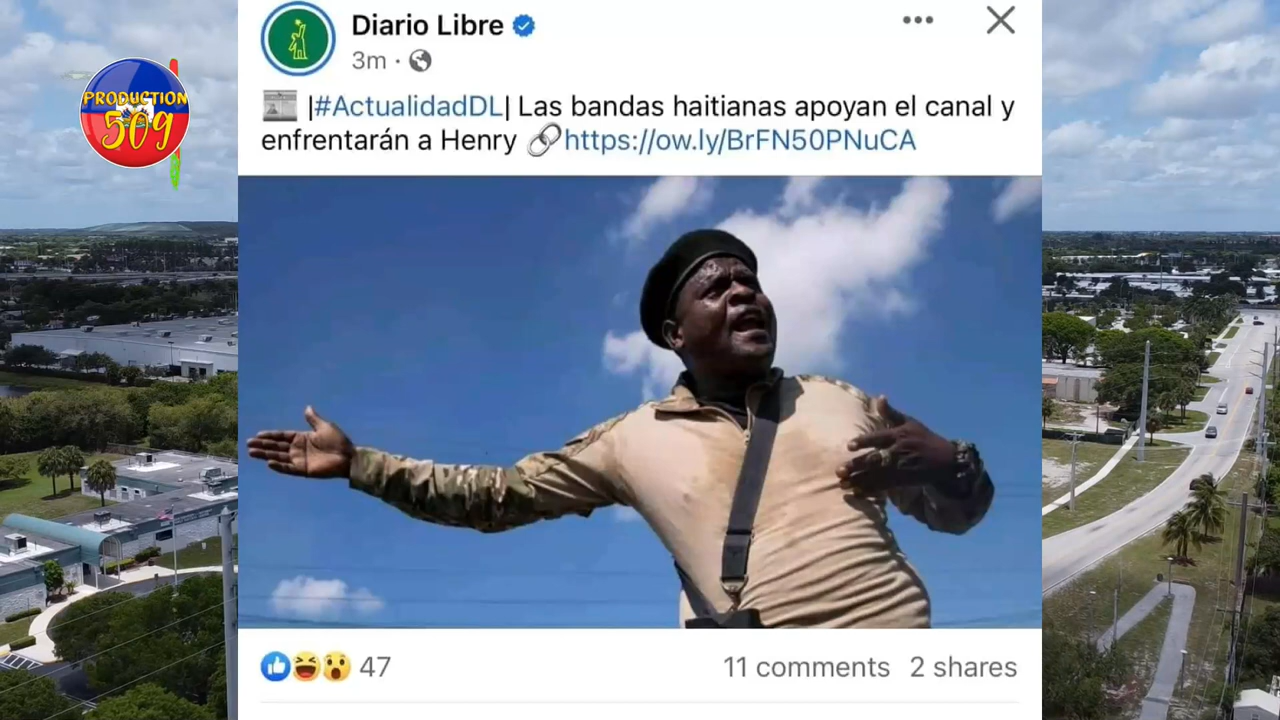 PRODUCTION
509
Diario Libre
3m ·
|#ActualidadDL| Las bandas haitianas apoyan el canal y
enfrentarán a Henry https://ow.ly/BrFN50PNuCA
47
11 comments 2 shares